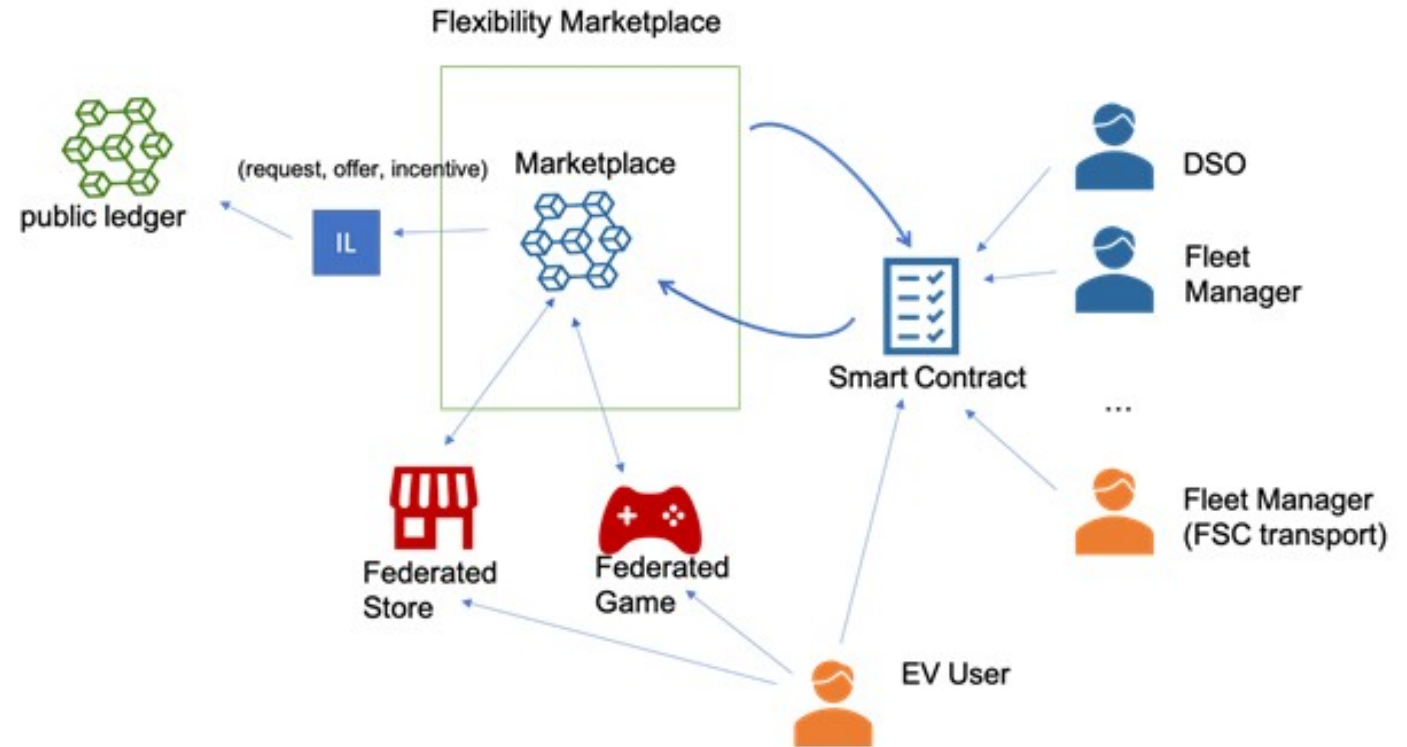 Flexibility Marketplace
public ledger
(request, offer, incentive)
IL
Marketplace
Smart Contract
DSO
Fleet
Manager
...
Fleet Manager
(FSC transport)
Federated
Store
Federated
Game
EV User